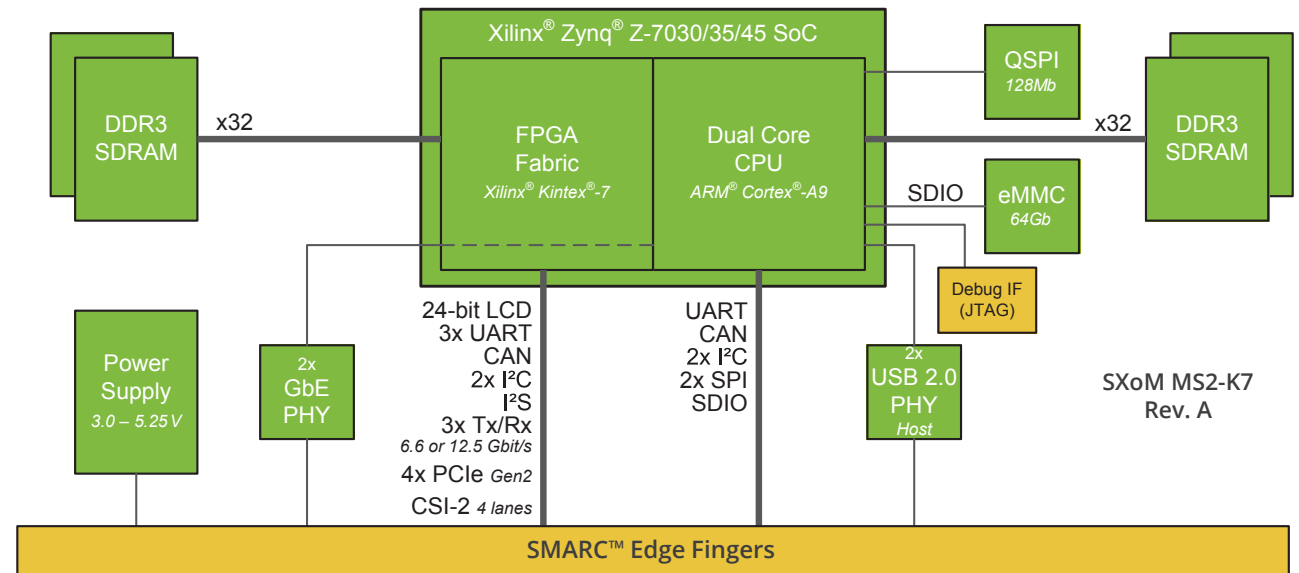 Xilinx® Zynq® Z-7030/35/45 SoC
DDR3
SDRAM
x32
FPGA
Fabric
Xilinx® Kintex®-7
Dual Core
CPU
ARM® Cortex®-A9
QSPI
128Mb
x32
DDR3
SDRAM
SDIO
eMMC
64Gb
Debug IF
(JTAG)
Power
Supply
3.0 – 5.25 V
2x
GbE
PHY
24-bit LCD
3x UART
CAN
2x I²C
I²S
3x Tx/Rx
6.6 or 12.5 Gbit/s
4x PCIe Gen2
CSI-2 4 lanes
UART
CAN
2x I²C
2x SPI
SDIO
2x
USB 2.0
PHY
Host
SXoM MS2-K7
Rev. A
SMARC™ Edge Fingers